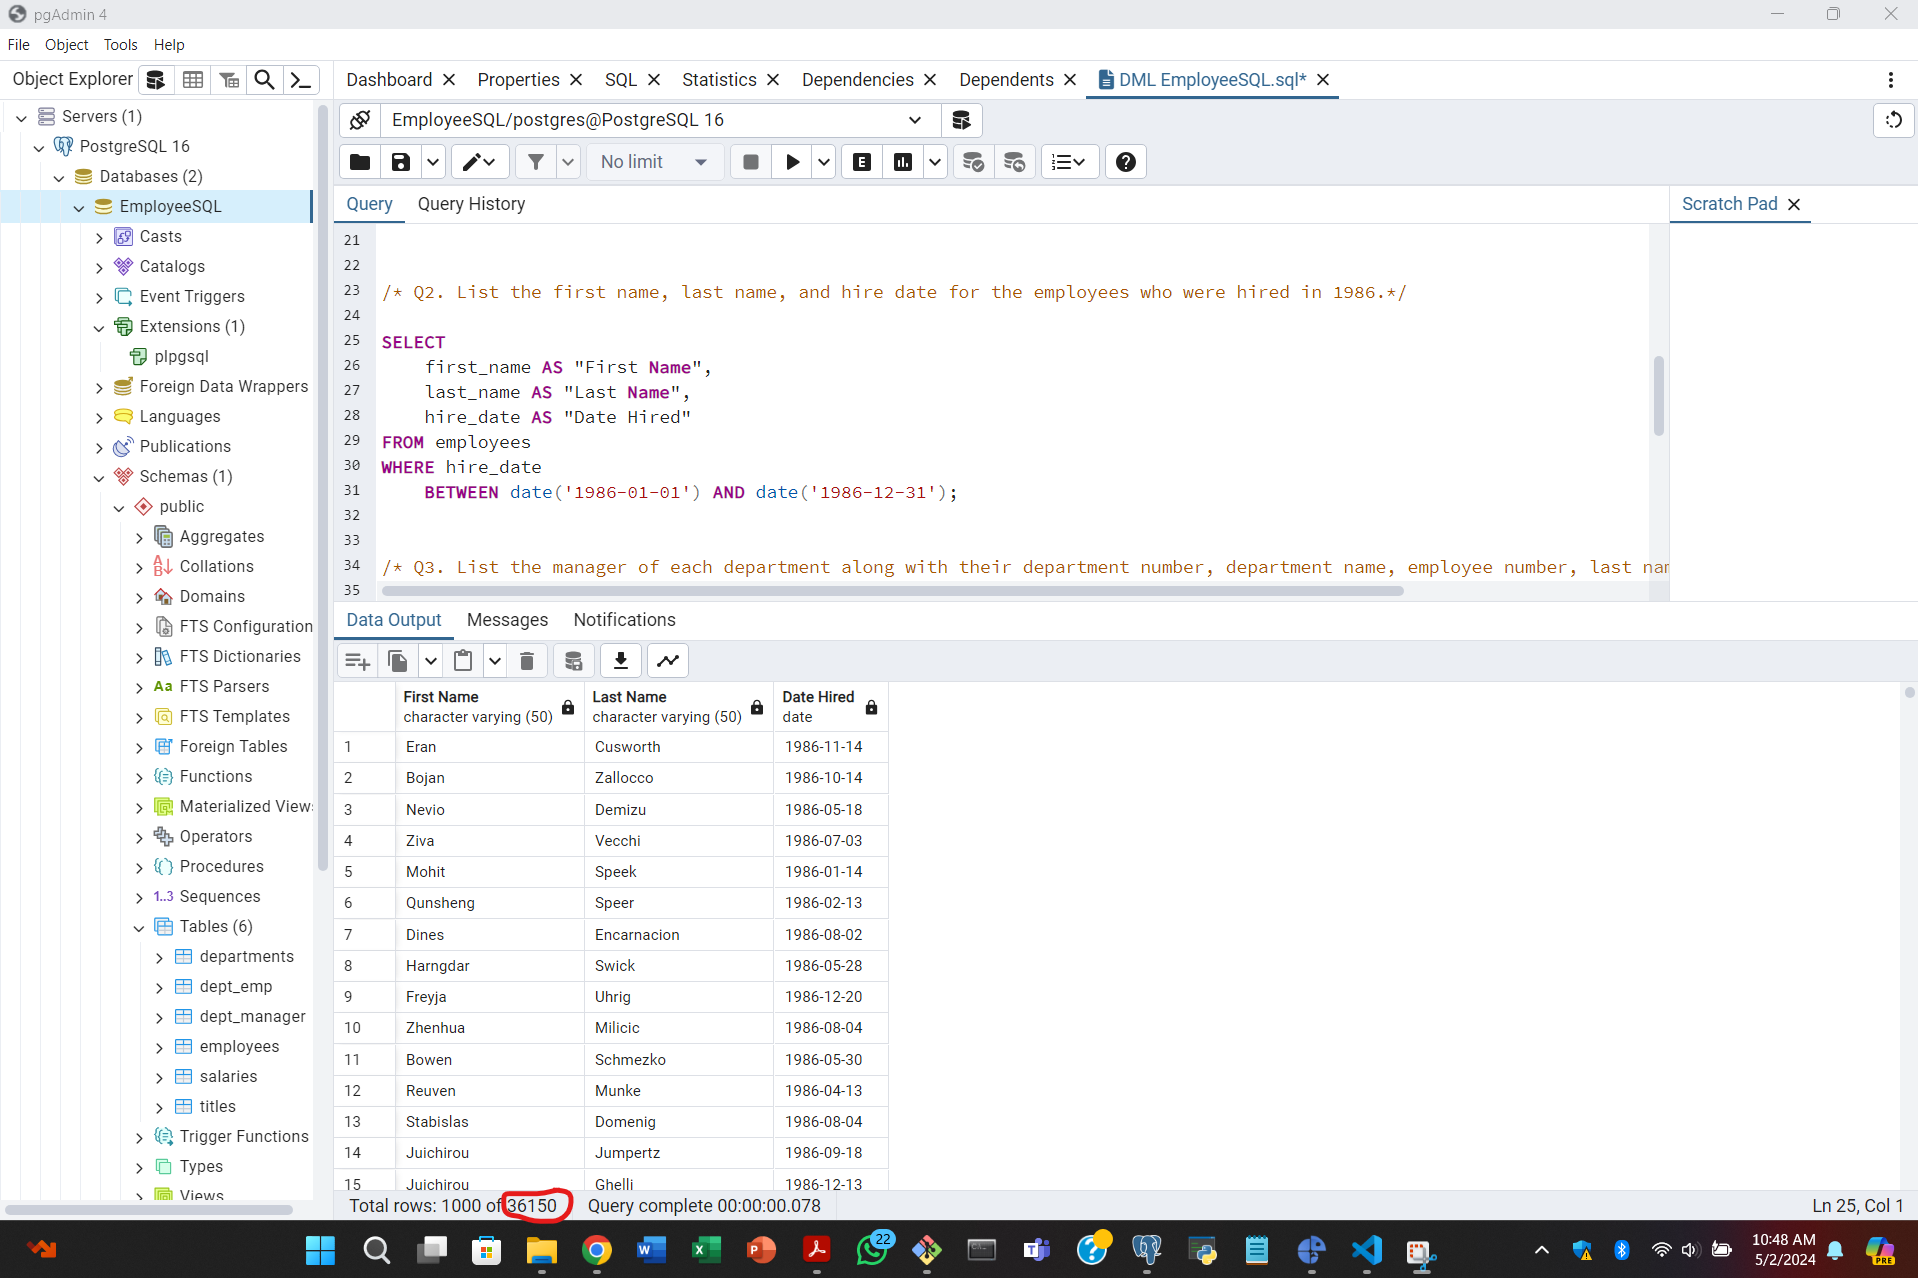 pgAdmin 4
File Object Tools Help
Object Explorer
Dashboard Properties SQL Statistics Dependencies Dependents DML EmployeeSQL.sql*
Servers (1)
PostgreSQL 16
Databases (2)
EmployeeSQL
Casts
Catalogs
Event Triggers
Extensions (1)
plpgsql
Foreign Data Wrappers
Languages
Publications
Schemas (1)
public
Aggregates
Collations
Domains
FTS Configuration
FTS Dictionaries
Aa FTS Parsers
FTS Templates
Foreign Tables
Functions
Materialized View
Operators
Procedures
1..3 Sequences
Tables (6)
departments
dept_emp
dept_manager
employees
salaries
titles
Trigger Functions
Types
Views
EmployeeSQL/postgres@PostgreSQL 16
No limit
E
Query Query History
Scratch Pad
21
22
23 /* Q2. List the first name, last name, and hire date for the employees who were hired in 1986.*/
24
25 SELECT
26 first_name AS "First Name",
27 last_name AS "Last Name",
28 hire_date AS "Date Hired"
29 FROM employees
30 WHERE hire_date
31 BETWEEN date('1986-01-01') AND date('1986-12-31');
32
33
34 /* Q3. List the manager of each department along with their department number, department name, employee number, last nam
35
Data Output Messages Notifications
First Name Last Name Date Hired
character varying (50) character varying (50) date
1 Eran Cusworth 1986-11-14
2 Bojan Zallocco 1986-10-14
3 Nevio Demizu 1986-05-18
4 Ziva Vecchi 1986-07-03
5 Mohit Speek 1986-01-14
6 Qunsheng Speer 1986-02-13
7 Dines Encarnacion 1986-08-02
8 Harngdar Swick 1986-05-28
9 Freyja Uhrig 1986-12-20
10 Zhenhua Milicic 1986-08-04
11 Bowen Schmezko 1986-05-30
12 Reuven Munke 1986-04-13
13 Stabislas Domenig 1986-08-04
14 Juichirou Jumpertz 1986-09-18
15 Juichirou Ghelli 1986-12-13
Total rows: 1000 of 36150 Query complete 00:00:00.078 Ln 25, Col 1
22
10:48 AM
5/2/2024
PRE